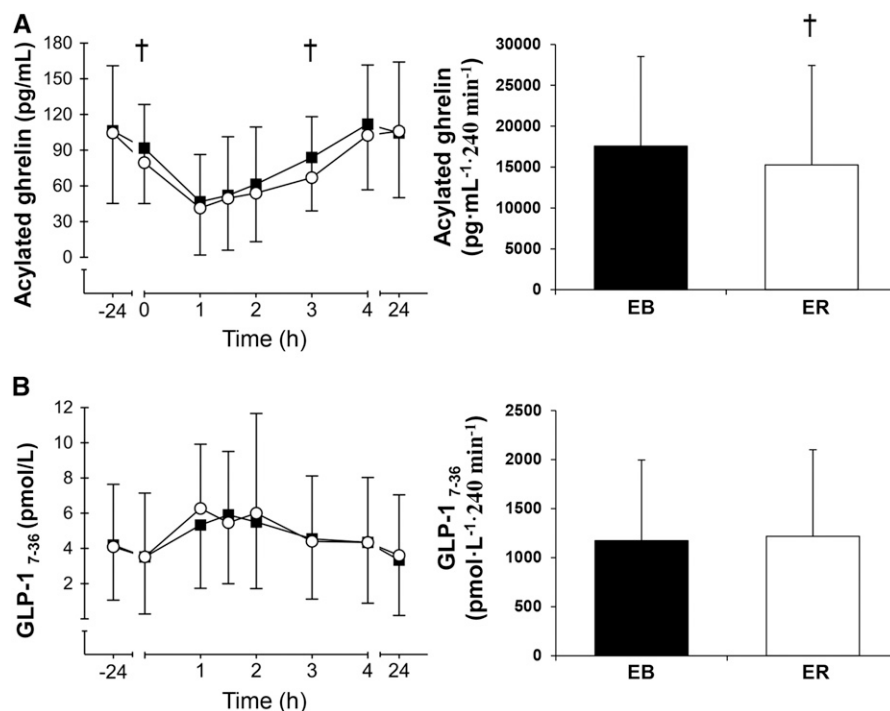 A
Acylated ghrelin (pg/mL)
180
150
120
90
60
30
0
† †
-24 0 1 2 3 4 24
Time (h)
Acylated ghrelin
(pg·mL⁻¹·240 min⁻¹)
30000
25000
20000
15000
10000
5000
0
†
EB ER
B
GLP-1 ₇₋₃₆ (pmol/L)
12
10
8
6
4
2
-24 1 2 3 4 24
Time (h)
GLP-1 ₇₋₃₆
(pmol·L⁻¹·240 min⁻¹)
2500
2000
1500
1000
500
0
EB ER